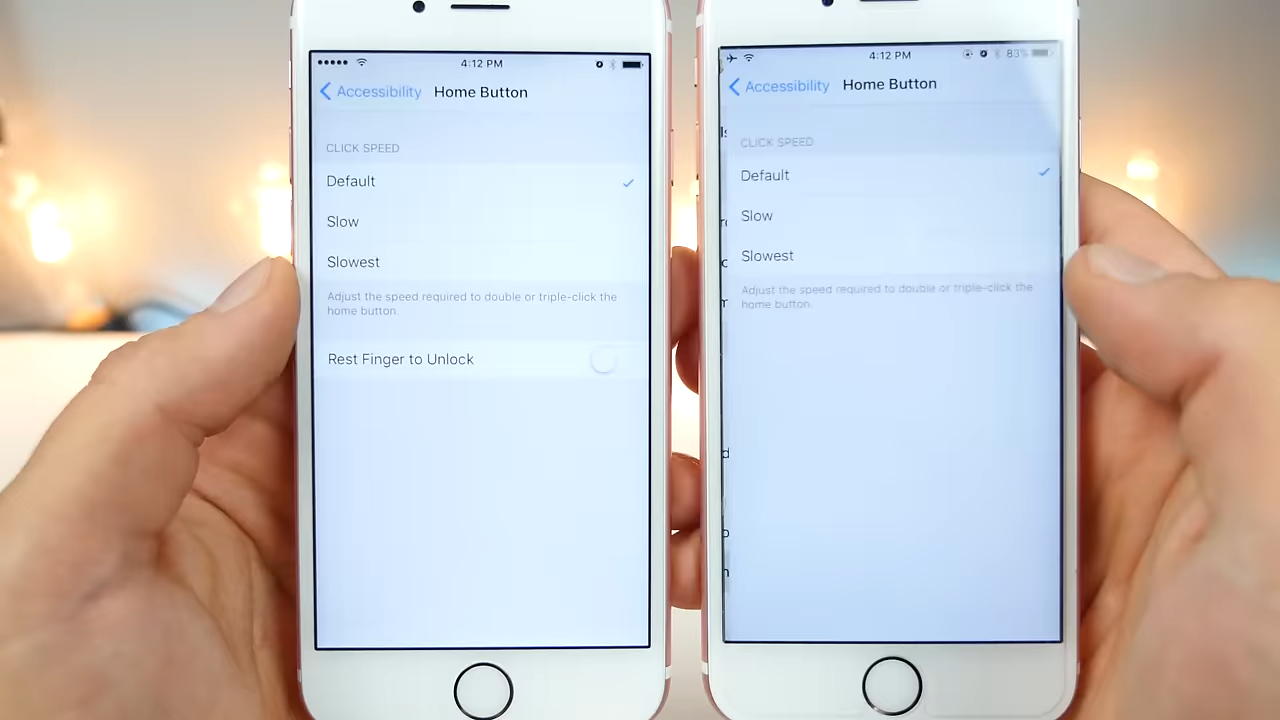 4:12 PM
Accessibility Home Button
CLICK SPEED
Default
Slow
Slowest
Adjust the speed required to double or triple-click the
home button.
Rest Finger to Unlock
4:12 PM 83%
Accessibility Home Button
CLICK SPEED
Default
Slow
Slowest
Adjust the speed required to double or triple-click the
home button.